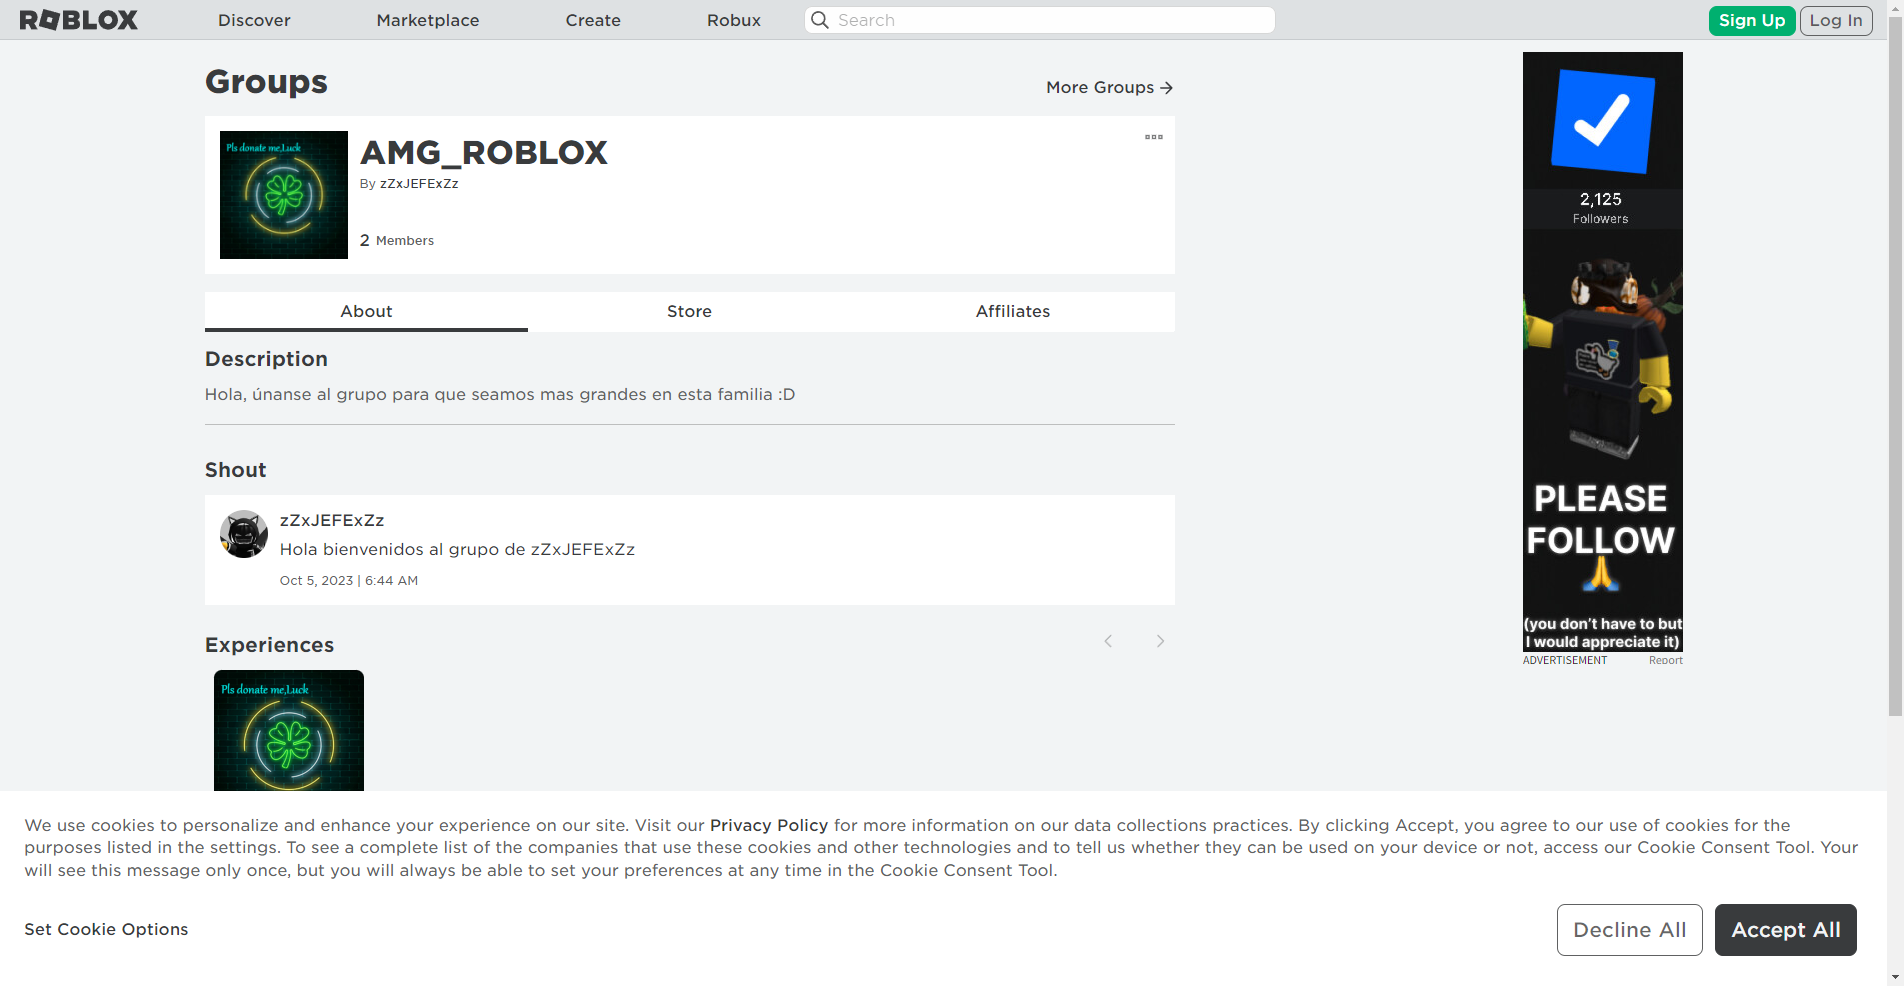 ROBLOX
Discover
Marketplace
Create
Robux
Search
Sign Up
Log In
Groups
More Groups
Pls donate me,Luck
AMG_ROBLOX
By zZxJEFExZz
2 Members
About
Store
Affiliates
Description
Hola, únanse al grupo para que seamos mas grandes en esta familia :D
Shout
zZxJEFExZz
Hola bienvenidos al grupo de zZxJEFExZz
Oct 5, 2023 | 6:44 AM
Experiences
Pls donate me,Luck
2,125
Followers
PLEASE
FOLLOW
(you don't have to but
I would appreciate it)
ADVERTISEMENT
Report
We use cookies to personalize and enhance your experience on our site. Visit our Privacy Policy for more information on our data collections practices. By clicking Accept, you agree to our use of cookies for the
purposes listed in the settings. To see a complete list of the companies that use these cookies and other technologies and to tell us whether they can be used on your device or not, access our Cookie Consent Tool. Your
will see this message only once, but you will always be able to set your preferences at any time in the Cookie Consent Tool.
Set Cookie Options
Decline All
Accept All